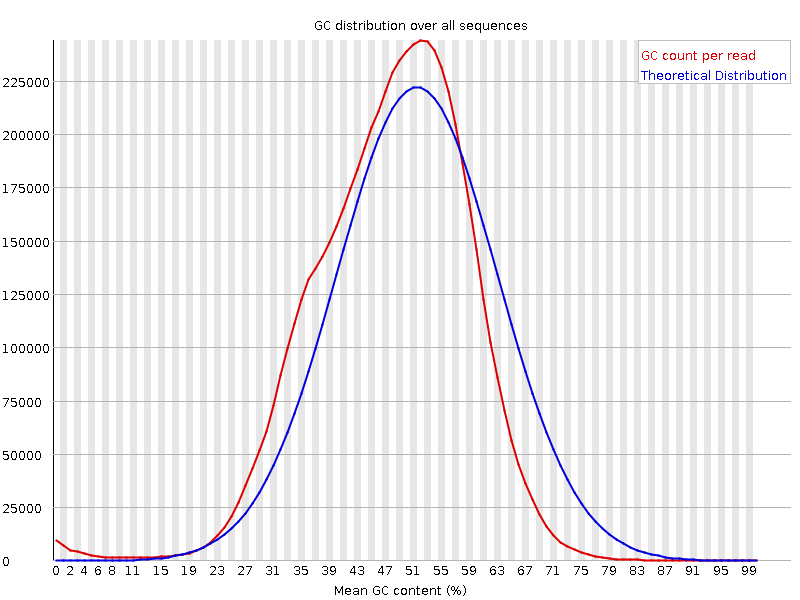 GC distribution over all sequences
GC count per read
Theoretical Distribution
225000
200000
175000
150000
125000
100000
75000
50000
25000
0
0 2 4 6 8 11 15 19 23 27 31 35 39 43 47 51 55 59 63 67 71 75 79 83 87 91 95 99
Mean GC content (%)